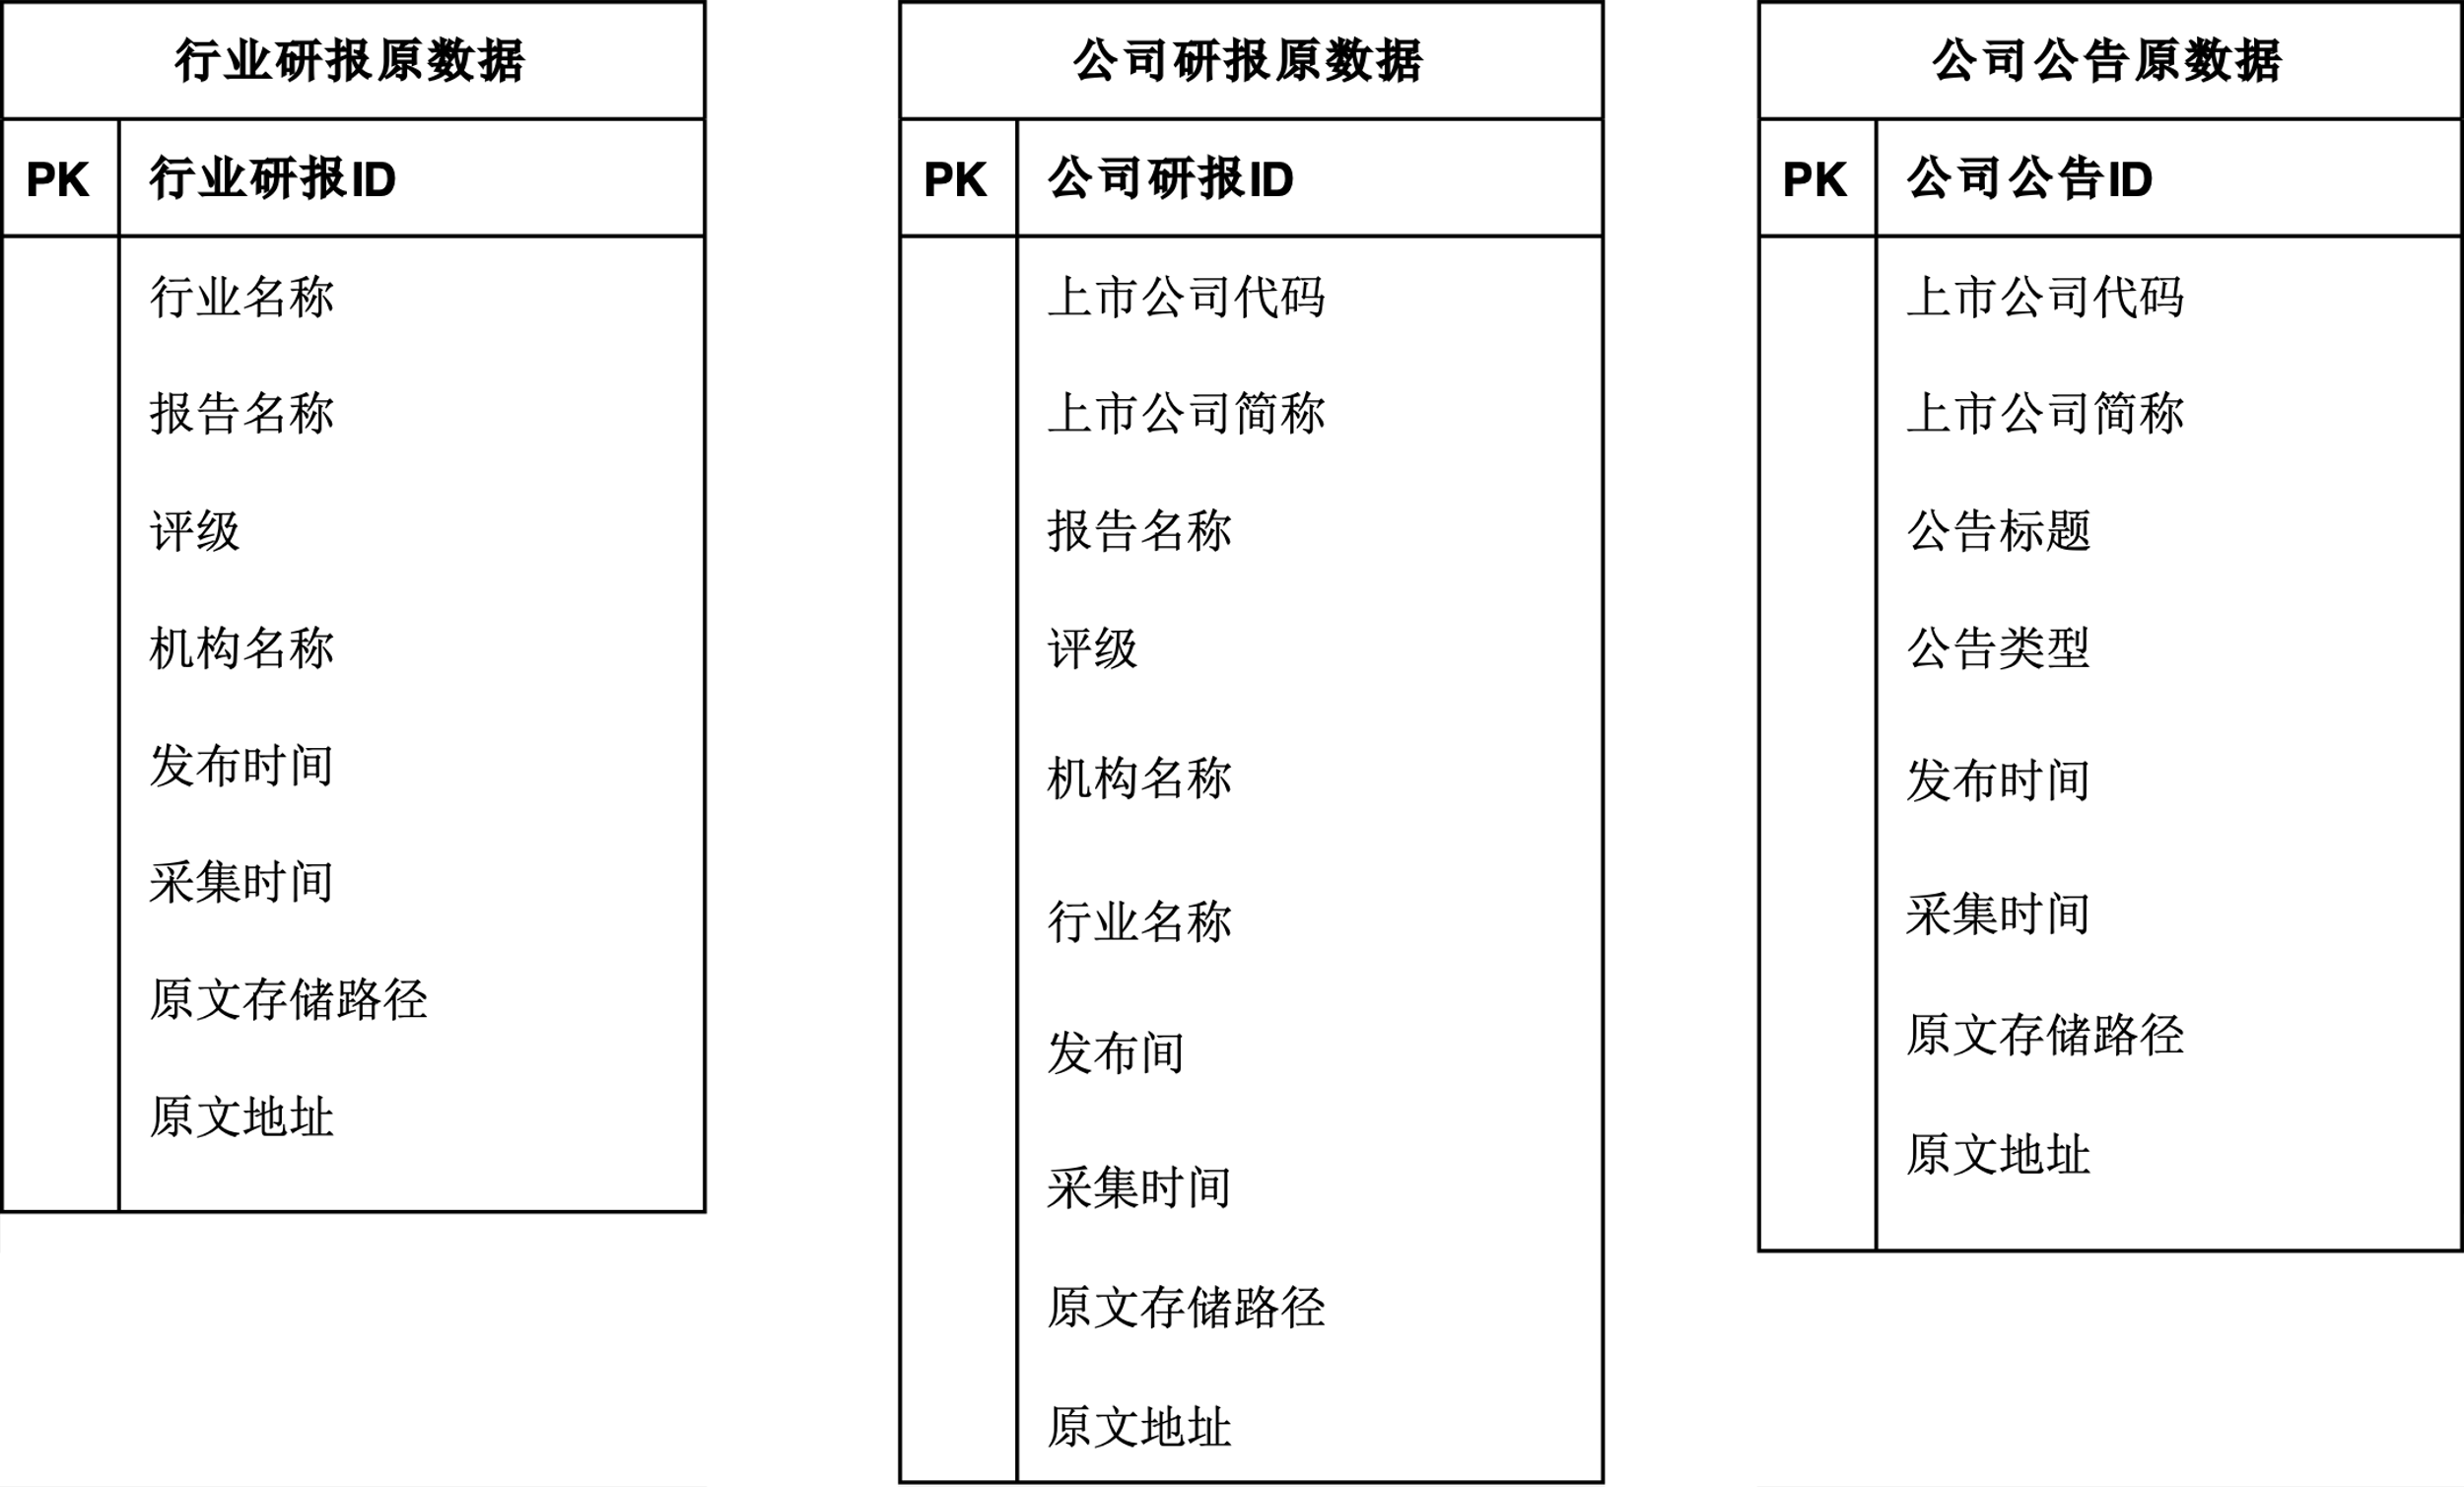 行业研报原数据
PK 行业研报ID
行业名称
报告名称
评级
机构名称
发布时间
采集时间
原文存储路径
原文地址
公司研报原数据
PK 公司研报ID
上市公司代码
上市公司简称
报告名称
评级
机构名称
行业名称
发布间
采集时间
原文存储路径
原文地址
公司公告原数据
PK 公司公告ID
上市公司代码
上市公司简称
公告标题
公告类型
发布时间
采集时间
原文存储路径
原文地址